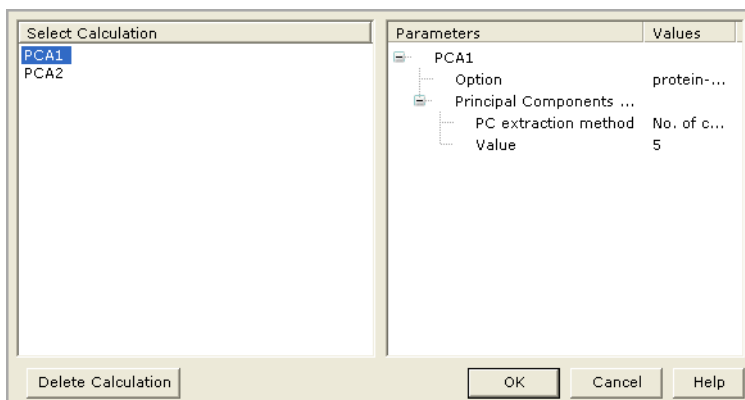 Select Calculation
PCA1
PCA2
Parameters Values
PCA1
Option protein-...
Principal Components ...
PC extraction method No. of c...
Value 5
Delete Calculation OK Cancel Help